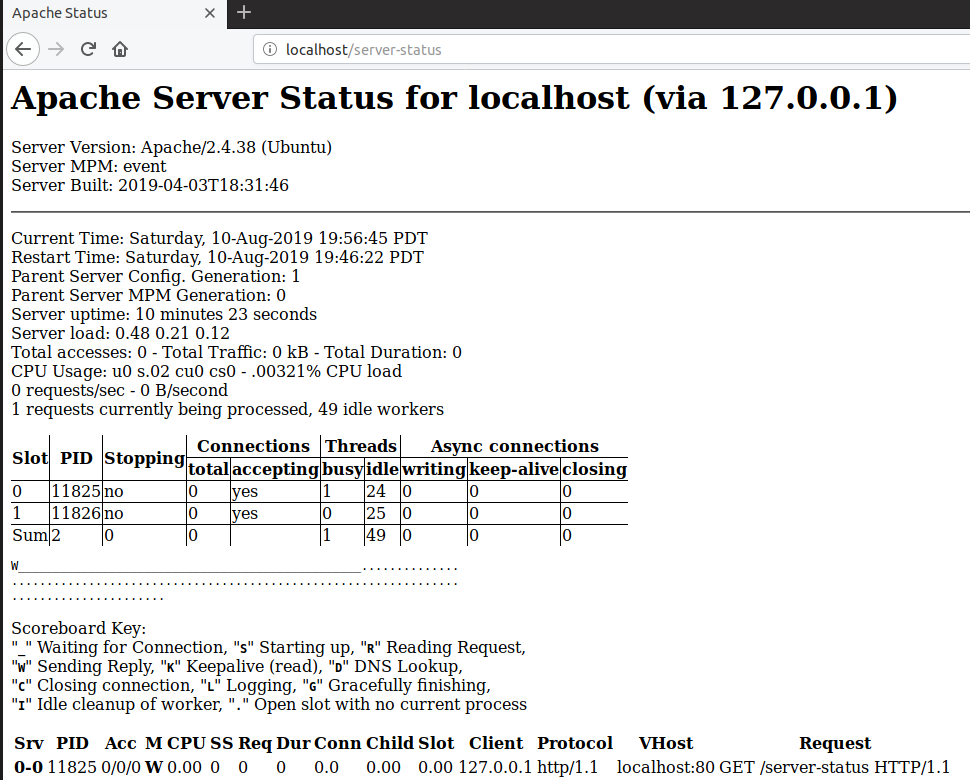 Apache Status
localhost/server-status
Apache Server Status for localhost (via 127.0.0.1)
Server Version: Apache/2.4.38 (Ubuntu)
Server MPM: event
Server Built: 2019-04-03T18:31:46
Current Time: Saturday, 10-Aug-2019 19:56:45 PDT
Restart Time: Saturday, 10-Aug-2019 19:46:22 PDT
Parent Server Config. Generation: 1
Parent Server MPM Generation: 0
Server uptime: 10 minutes 23 seconds
Server load: 0.48 0.21 0.12
Total accesses: 0 - Total Traffic: 0 kB - Total Duration: 0
CPU Usage: u0 s.02 cu0 cs0 - .00321% CPU load
0 requests/sec - 0 B/second
1 requests currently being processed, 49 idle workers
Slot PID Stopping Connections Threads Async connections
total accepting busy idle writing keep-alive closing
0 11825 no 0 yes 1 24 0 0 0
1 11826 no 0 yes 0 25 0 0 0
Sum 2 0 0 1 49 0 0 0
W_________________________________________________..............
................................................................
......................
Scoreboard Key:
"_" Waiting for Connection, "S" Starting up, "R" Reading Request,
"W" Sending Reply, "K" Keepalive (read), "D" DNS Lookup,
"C" Closing connection, "L" Logging, "G" Gracefully finishing,
"I" Idle cleanup of worker, "." Open slot with no current process
Srv PID Acc M CPU SS Req Dur Conn Child Slot Client Protocol VHost Request
0-0 11825 0/0/0 W 0.00 0 0 0 0.0 0.00 0.00 127.0.0.1 http/1.1 localhost:80 GET /server-status HTTP/1.1